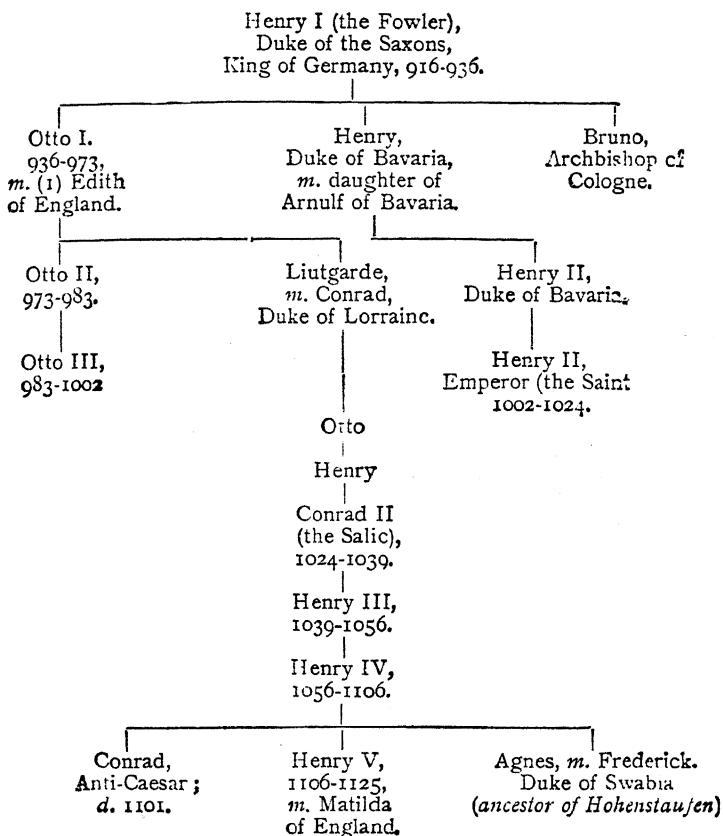 Henry I (the Fowler),
Duke of the Saxons,
King of Germany, 916-936.
Otto I.
936-973,
m. (1) Edith
of England.
Henry,
Duke of Bavaria,
m. daughter of
Arnulf of Bavaria.
Bruno,
Archbishop of
Cologne.
Otto II,
973-983.
Liutgarde,
m. Conrad,
Duke of Lorrainc.
Henry II,
Duke of Bavaria.
Otto III,
983-1002
Henry II,
Emperor (the Saint
1002-1024.
Otto
Henry
Conrad II
(the Salic),
1024-1039.
Henry III,
1039-1056.
Henry IV,
1056-1106.
Conrad,
Anti-Caesar;
d. 1101.
Henry V,
1106-1125,
m. Matilda
of England.
Agnes, m. Frederick.
Duke of Swabia
(ancestor of Hohenstaufen)